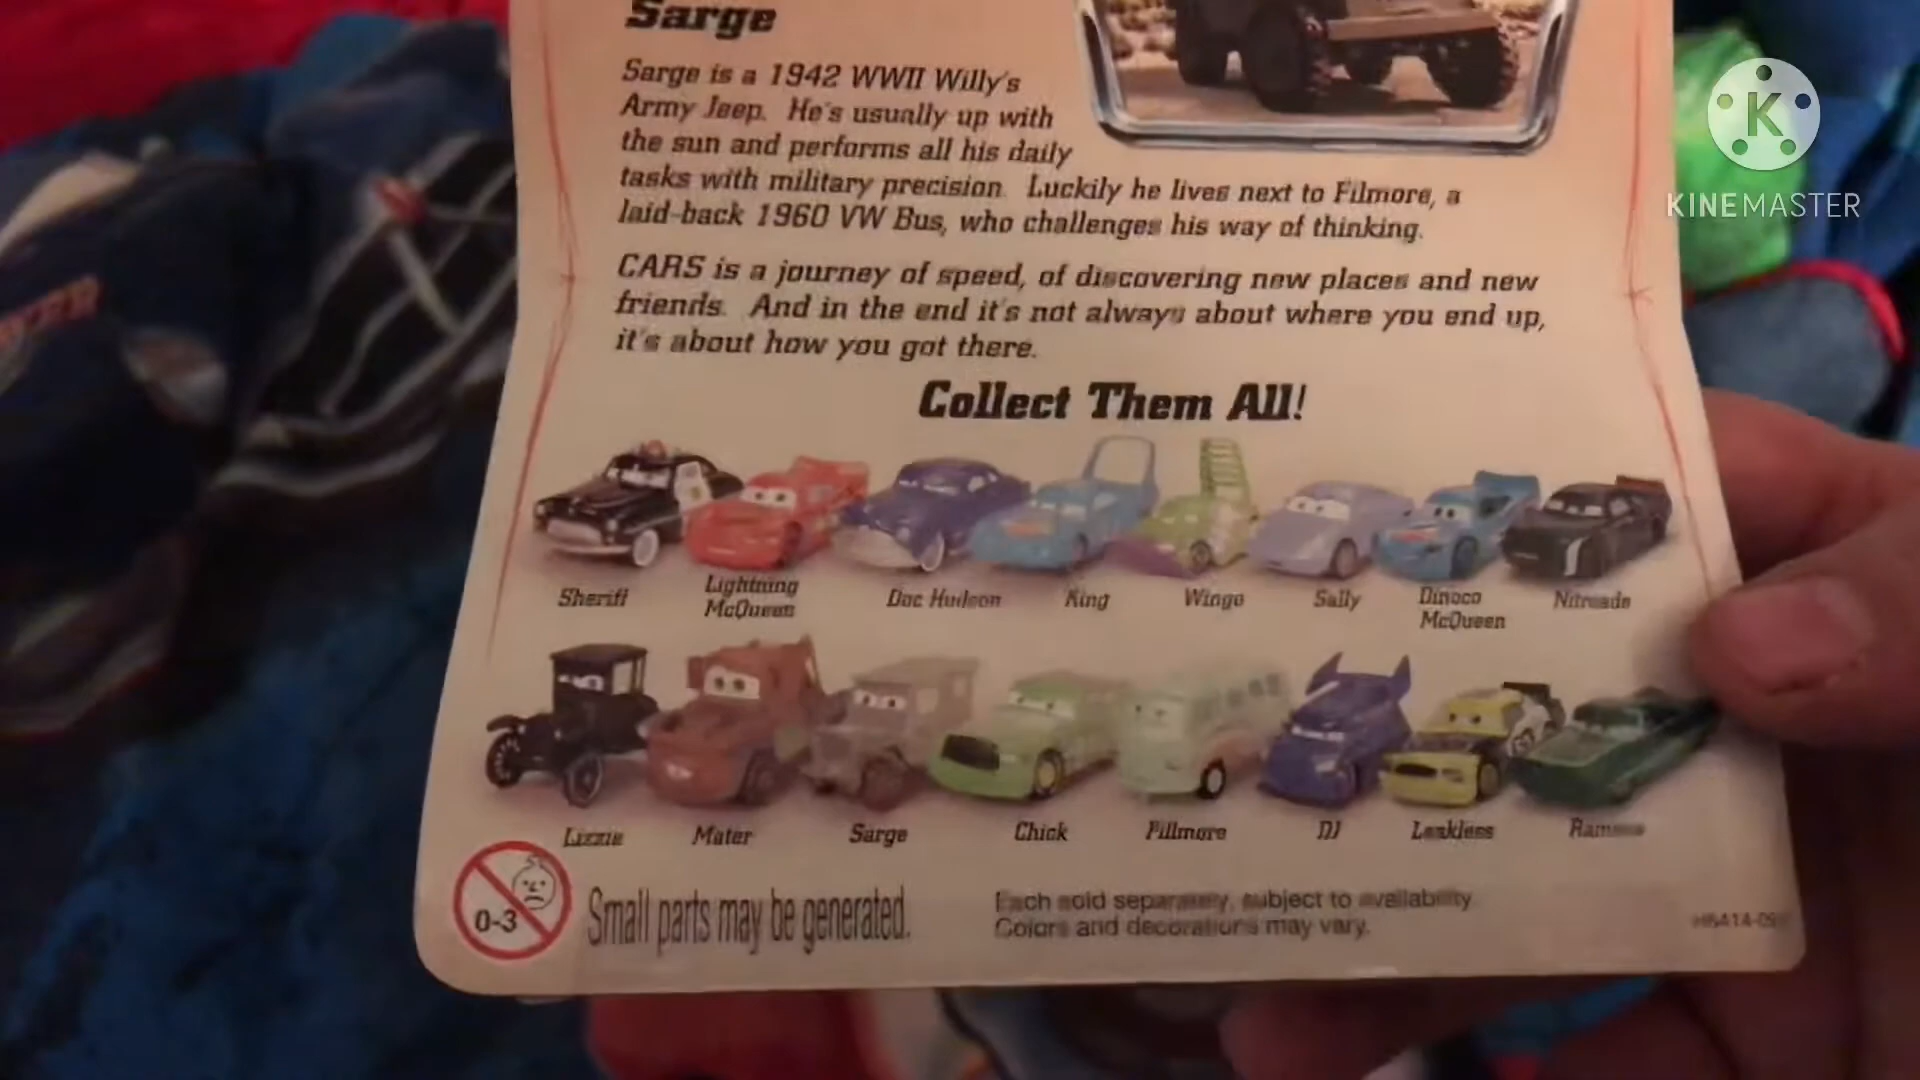 Sarge
Sarge is a 1942 WWII Willy's
Army Jeep. He's usually up with
the sun and performs all his daily
tasks with military precision. Luckily he lives next to Filmore, a
laid-back 1960 VW Bus, who challenges his way of thinking.
CARS is a journey of speed, of discovering new places and new
friends. And in the end it's not always about where you end up,
it's about how you got there.
Collect Them All!
Sheriff
Lightning
McQueen
Doc Hudson
King
Wingo
Sally
Dinoco
McQueen
Nitroade
Lizzie
Mater
Sarge
Chick
Fillmore
DJ
Leakless
Ramone
0-3
Small parts may be generated.
Each sold separately, subject to availability
Colors and decorations may vary.
K
KINEMASTER